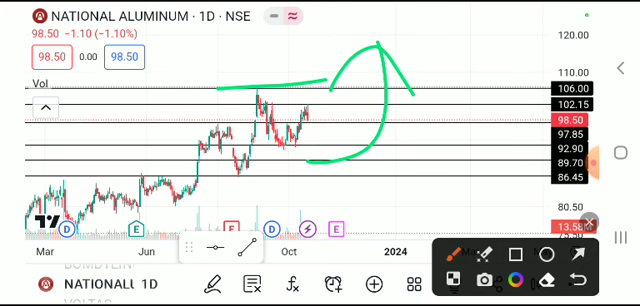 NATIONAL ALUMINUM · 1D · NSE
98.50 −1.10 (−1.10%)
98.50 0.00 98.50
Vol
120.00
110.00
106.00
102.15
98.50
97.85
92.90
89.70
86.45
80.50
13.58M
D E E D E
Mar Jun Oct 2024
NATIONALL 1D